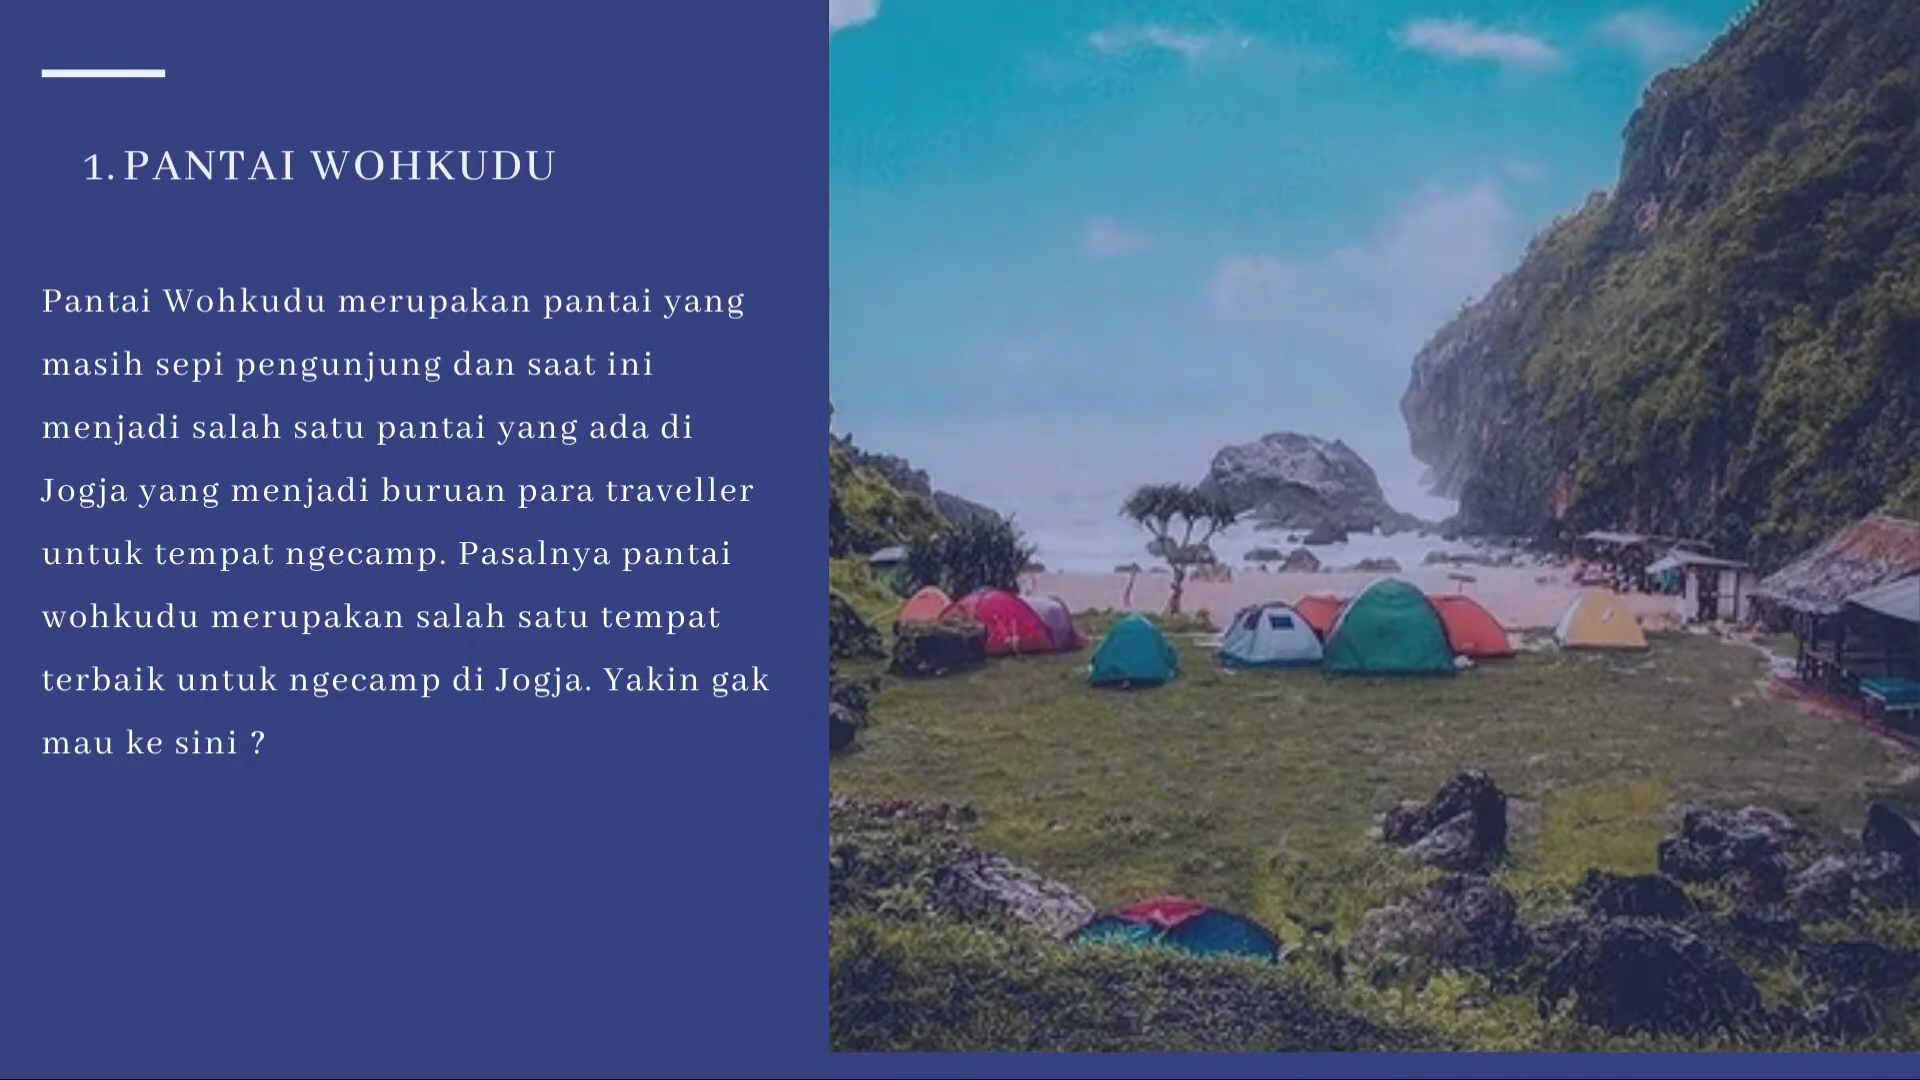 1. PANTAI WOHKUDU
Pantai Wohkudu merupakan pantai yang
masih sepi pengunjung dan saat ini
menjadi salah satu pantai yang ada di
Jogja yang menjadi buruan para traveller
untuk tempat ngecamp. Pasalnya pantai
wohkudu merupakan salah satu tempat
terbaik untuk ngecamp di Jogja. Yakin gak
mau ke sini ?